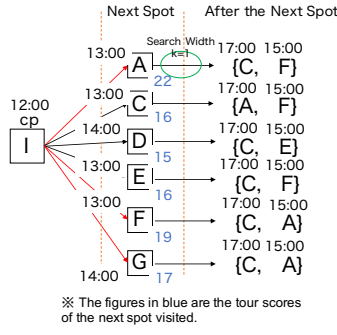 Next Spot
After the Next Spot
Search Width
k=1
13:00
A
22
17:00 15:00
{C, F}
12:00
cp
I
13:00
C
16
17:00 15:00
{A, F}
14:00
D
15
17:00 15:00
{C, E}
13:00
E
16
17:00 15:00
{C, F}
13:00
F
19
17:00 15:00
{C, A}
14:00
G
17
17:00 15:00
{C, A}
※ The figures in blue are the tour scores
of the next spot visited.